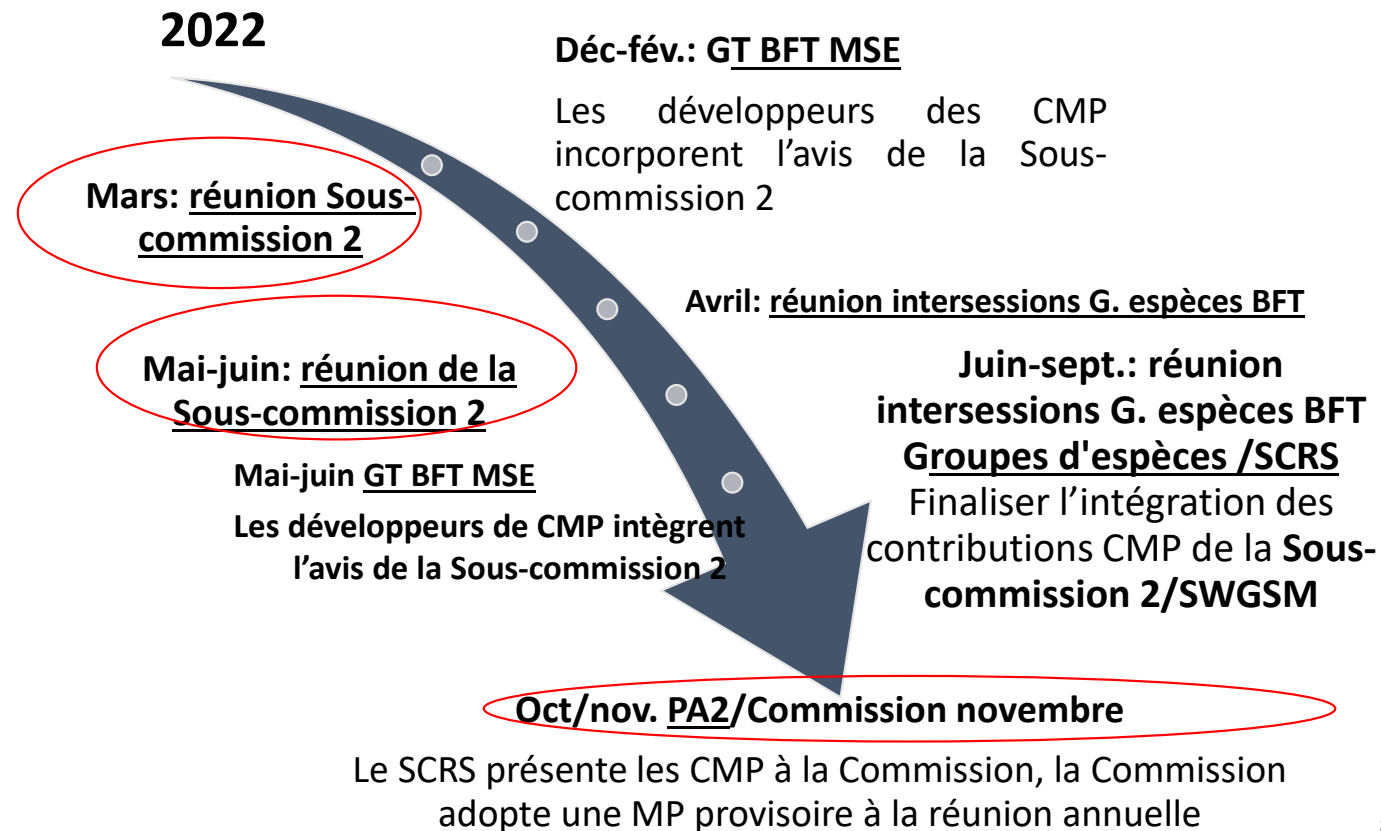 2022
Déc-fév.: GT BFT MSE
Les développeurs des CMP
incorporent l'avis de la Sous-
commission 2
Mars: réunion Sous-
commission 2
Avril: réunion intersessions G. espèces BFT
Mai-juin: réunion de la
Sous-commission 2
Juin-sept.: réunion
intersessions G. espèces BFT
Groupes d'espèces /SCRS
Finaliser l'intégration des
contributions CMP de la Sous-
commission 2/SWGSM
Mai-juin GT BFT MSE
Les développeurs de CMP intègrent
l'avis de la Sous-commission 2
Oct/nov. PA2/Commission novembre
Le SCRS présente les CMP à la Commission, la Commission
adopte une MP provisoire à la réunion annuelle